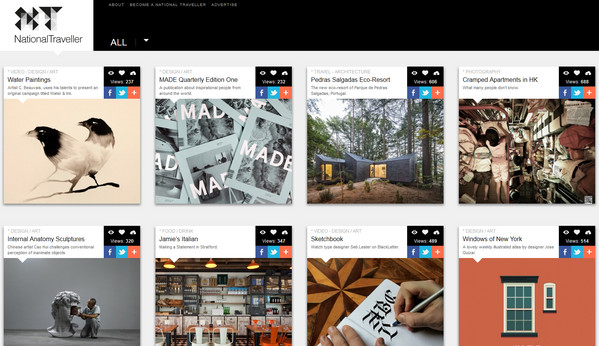 ABOUT BECOME A NATIONAL TRAVELLER ADVERTISE
NationalTraveller
ALL
* VIDEO - DESIGN / ART
Water Paintings
Views: 237
Artist C. Beauvais, uses his talents to present an
original campaign titled Water & Ink.
* DESIGN / ART
MADE Quarterly Edition One
Views: 232
A publication about inspirational people from
around the world.
MADE
MADE
MADE
* TRAVEL - ARCHITECTURE
Pedras Salgadas Eco-Resort
Views: 606
The new eco-resort of Parque de Pedras
Salgadas, Portugal.
* PHOTOGRAPHY
Cramped Apartments in HK
Views: 688
What many people don't know.
* DESIGN / ART
Internal Anatomy Sculptures
Views: 320
Chinese artist Cao Hui challenges conventional
perception of inanimate objects.
* FOOD / DRINK
Jamie's Italian
Views: 347
Making a Statement in Stratford.
* VIDEO - DESIGN / ART
Sketchbook
Views: 489
Watch type designer Seb Lester on BlackLetter.
* DESIGN / ART
Windows of New York
Views: 514
A lovely weekly illustrated atlas by designer Jose
Guizar.